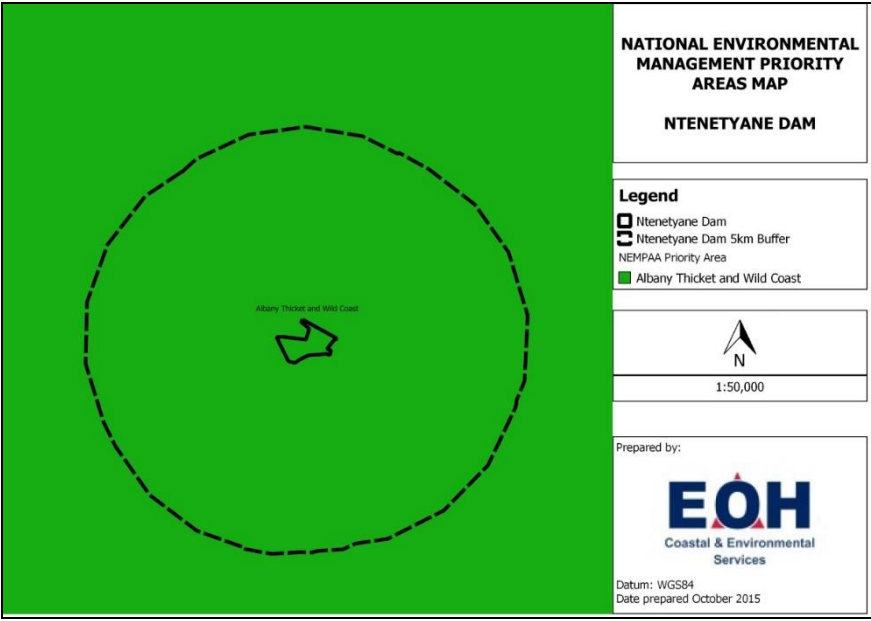 Albany Thicket and Wild Coast
NATIONAL ENVIRONMENTAL
MANAGEMENT PRIORITY
AREAS MAP
NTENETYANE DAM
Legend
Ntenetyane Dam
Ntenetyane Dam 5km Buffer
NEMPAA Priority Area
Albany Thicket and Wild Coast
N
1:50,000
Prepared by:
EOH
Coastal & Environmental
Services
Datum: WGS84
Date prepared October 2015